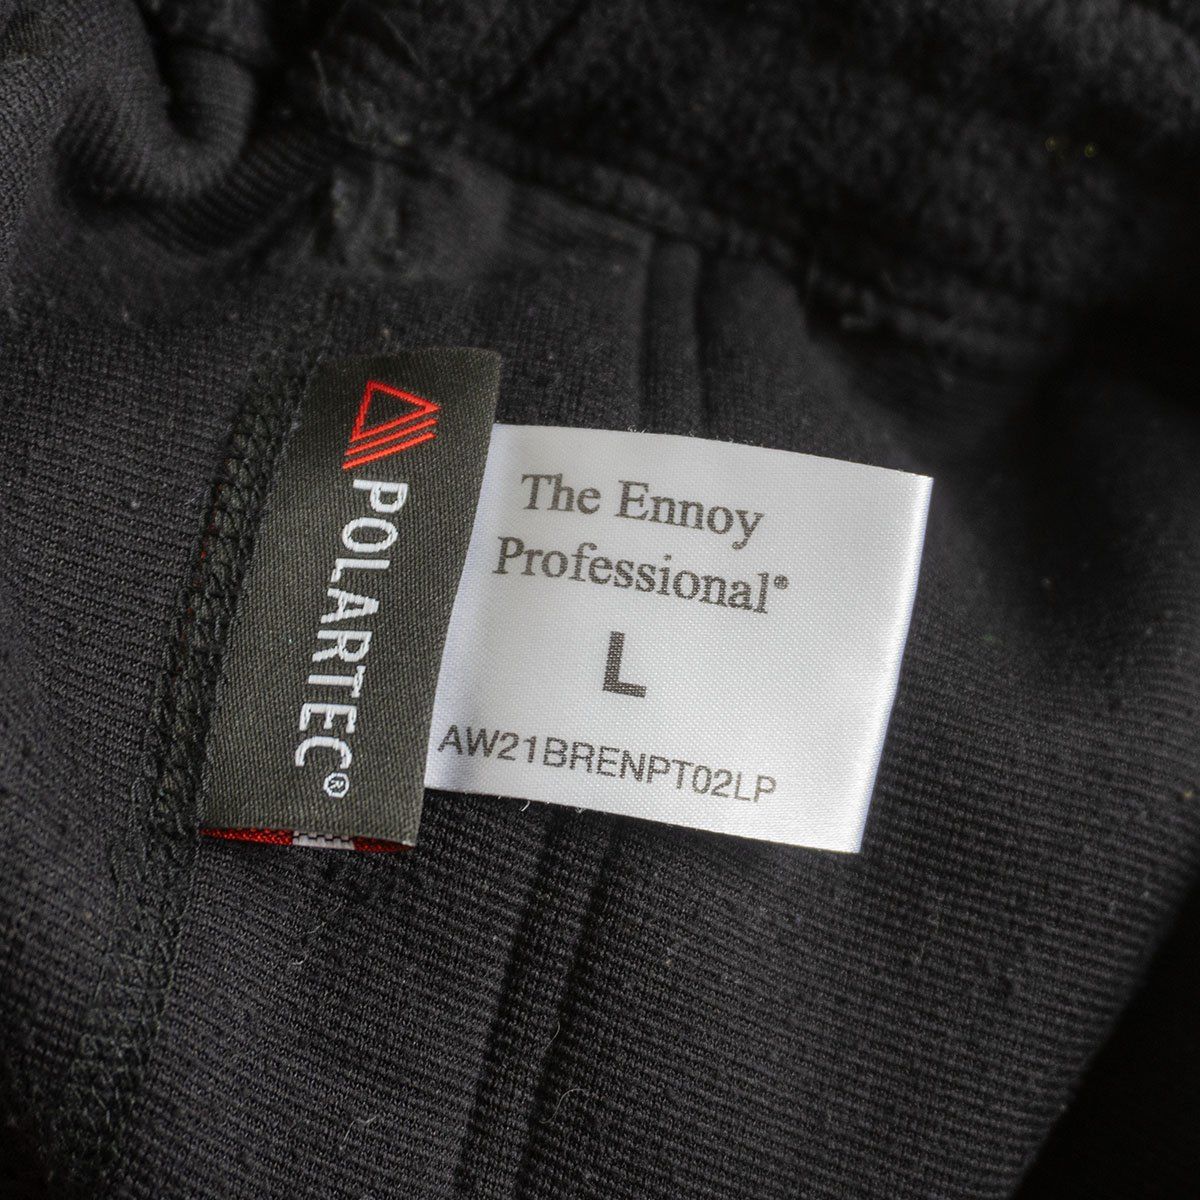 POLARTEC®
The Ennoy
Professional®
L
AW21BRENPT02LP